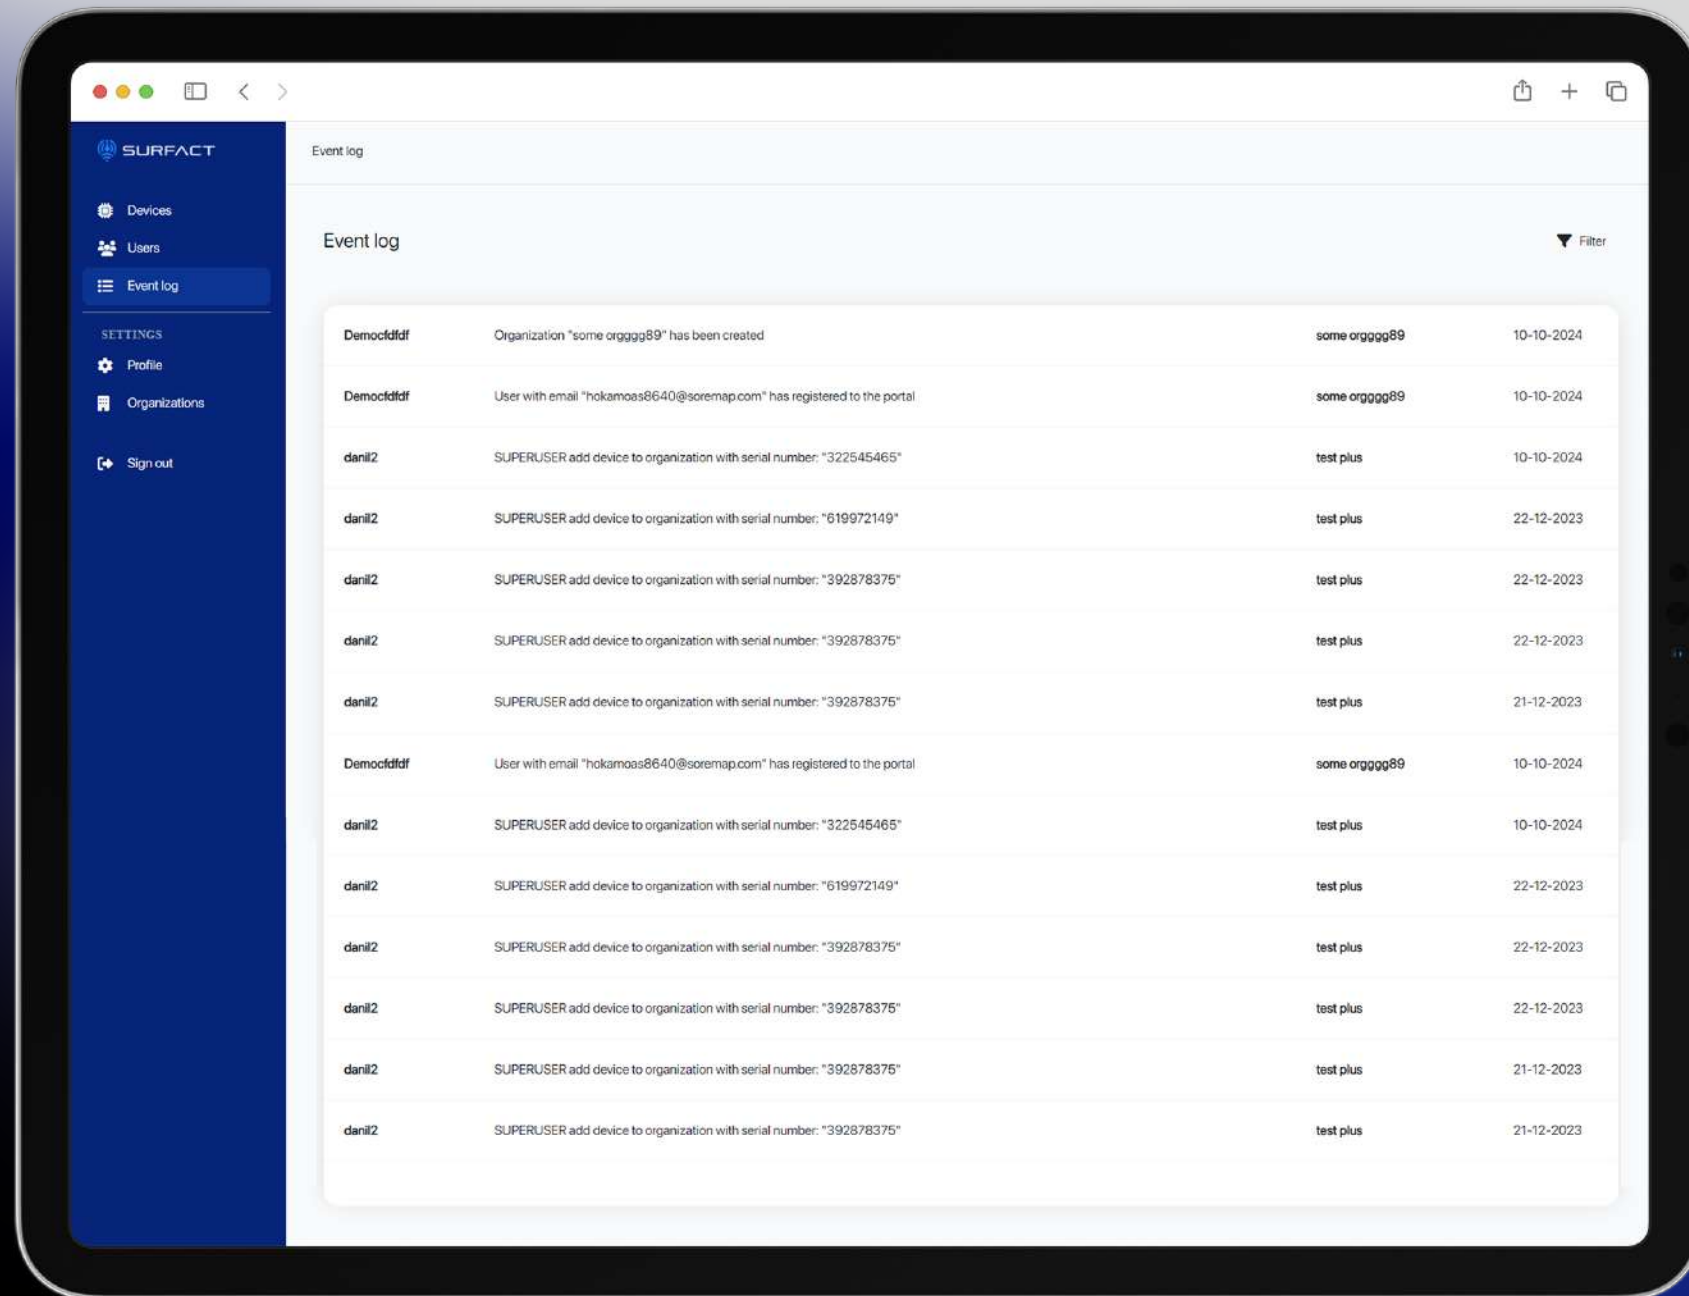 SURFACT
Event log
Devices
Users
Event log
SETTINGS
Profile
Organizations
Sign out
Event log
Filter
Democfdfdf Organization "some orgggg89" has been created some orgggg89 10-10-2024
Democfdfdf User with email "hokamoas8640@soremap.com" has registered to the portal some orgggg89 10-10-2024
danil2 SUPERUSER add device to organization with serial number: "322545465" test plus 10-10-2024
danil2 SUPERUSER add device to organization with serial number: "619972149" test plus 22-12-2023
danil2 SUPERUSER add device to organization with serial number: "392878375" test plus 22-12-2023
danil2 SUPERUSER add device to organization with serial number: "392878375" test plus 22-12-2023
danil2 SUPERUSER add device to organization with serial number: "392878375" test plus 21-12-2023
Democfdfdf User with email "hokamoas8640@soremap.com" has registered to the portal some orgggg89 10-10-2024
danil2 SUPERUSER add device to organization with serial number: "322545465" test plus 10-10-2024
danil2 SUPERUSER add device to organization with serial number: "619972149" test plus 22-12-2023
danil2 SUPERUSER add device to organization with serial number: "392878375" test plus 22-12-2023
danil2 SUPERUSER add device to organization with serial number: "392878375" test plus 22-12-2023
danil2 SUPERUSER add device to organization with serial number: "392878375" test plus 21-12-2023
danil2 SUPERUSER add device to organization with serial number: "392878375" test plus 21-12-2023